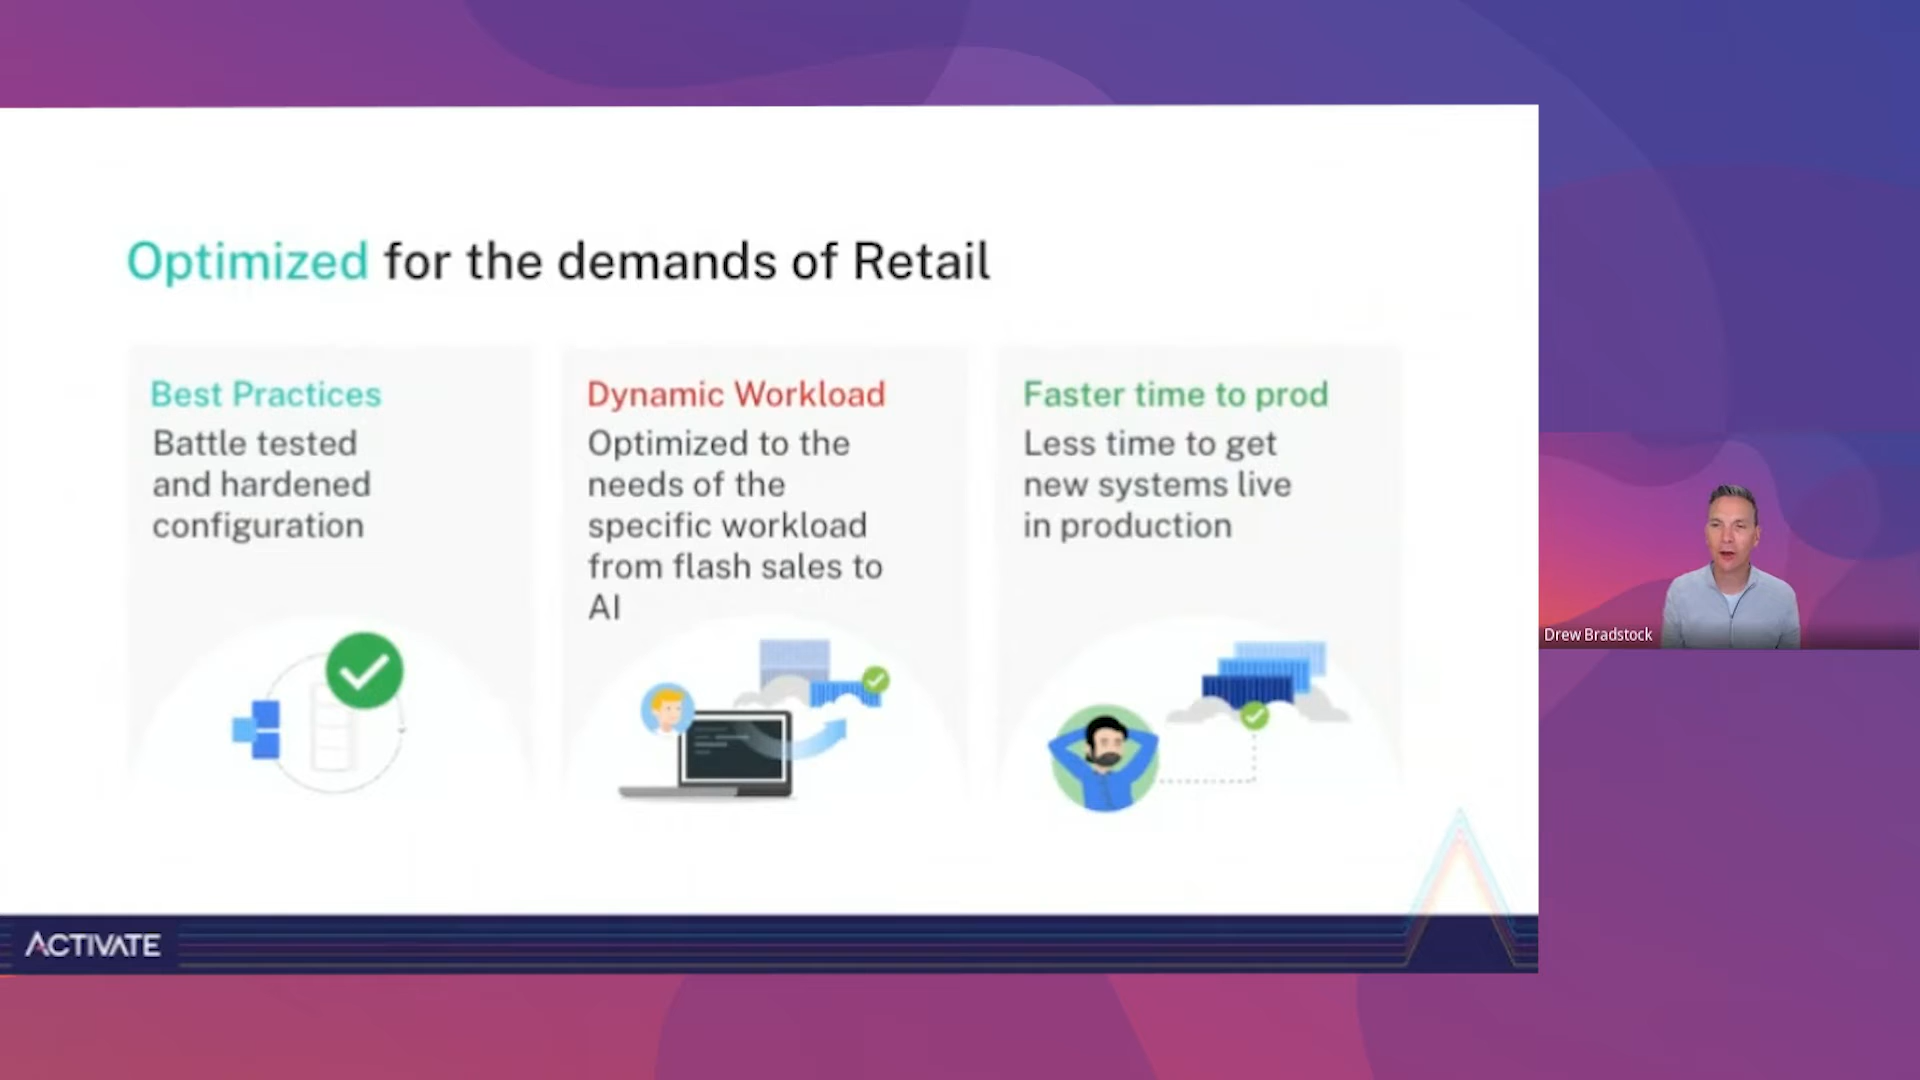 Optimized for the demands of Retail
Best Practices
Battle tested
and hardened
configuration
Dynamic Workload
Optimized to the
needs of the
specific workload
from flash sales to
AI
Faster time to prod
Less time to get
new systems live
in production
Drew Bradstock
ACTIVATE